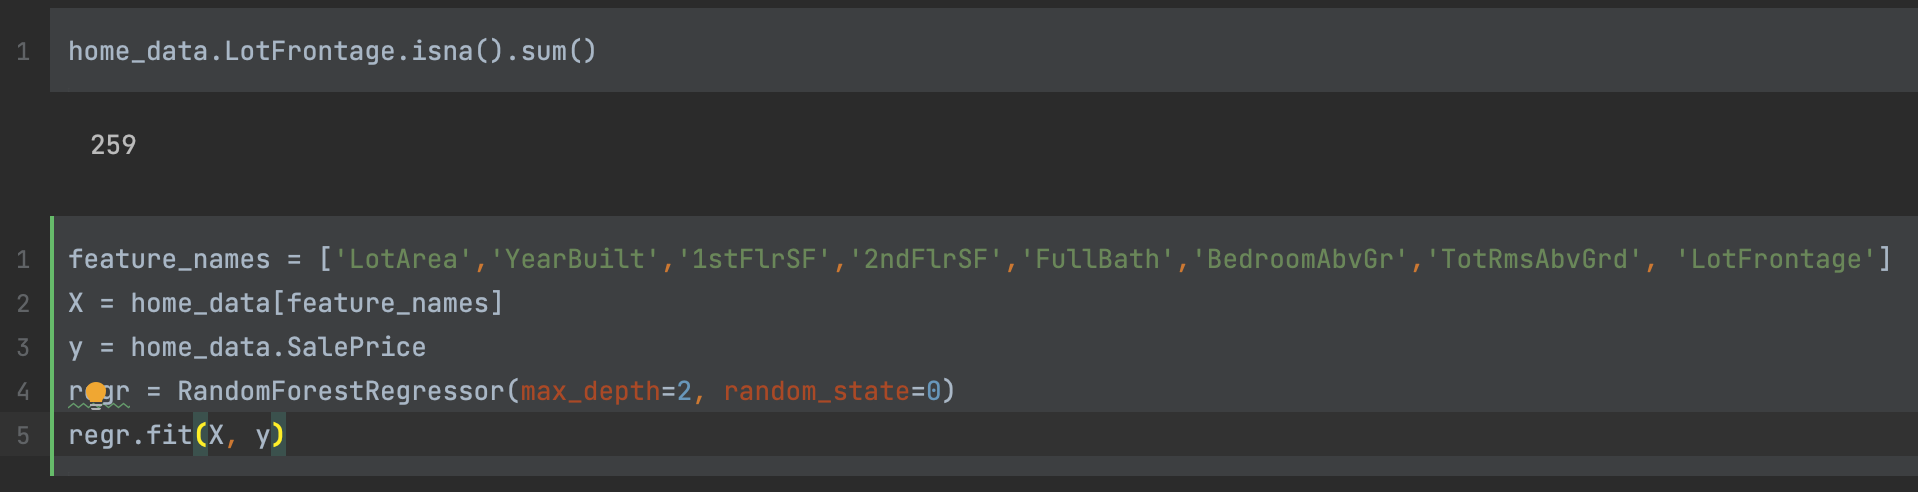 1 home_data.LotFrontage.isna().sum()
259
1 feature_names = ['LotArea','YearBuilt','1stFlrSF','2ndFlrSF','FullBath','BedroomAbvGr','TotRmsAbvGrd', 'LotFrontage']
2 X = home_data[feature_names]
3 y = home_data.SalePrice
4 regr = RandomForestRegressor(max_depth=2, random_state=0)
5 regr.fit(X, y)